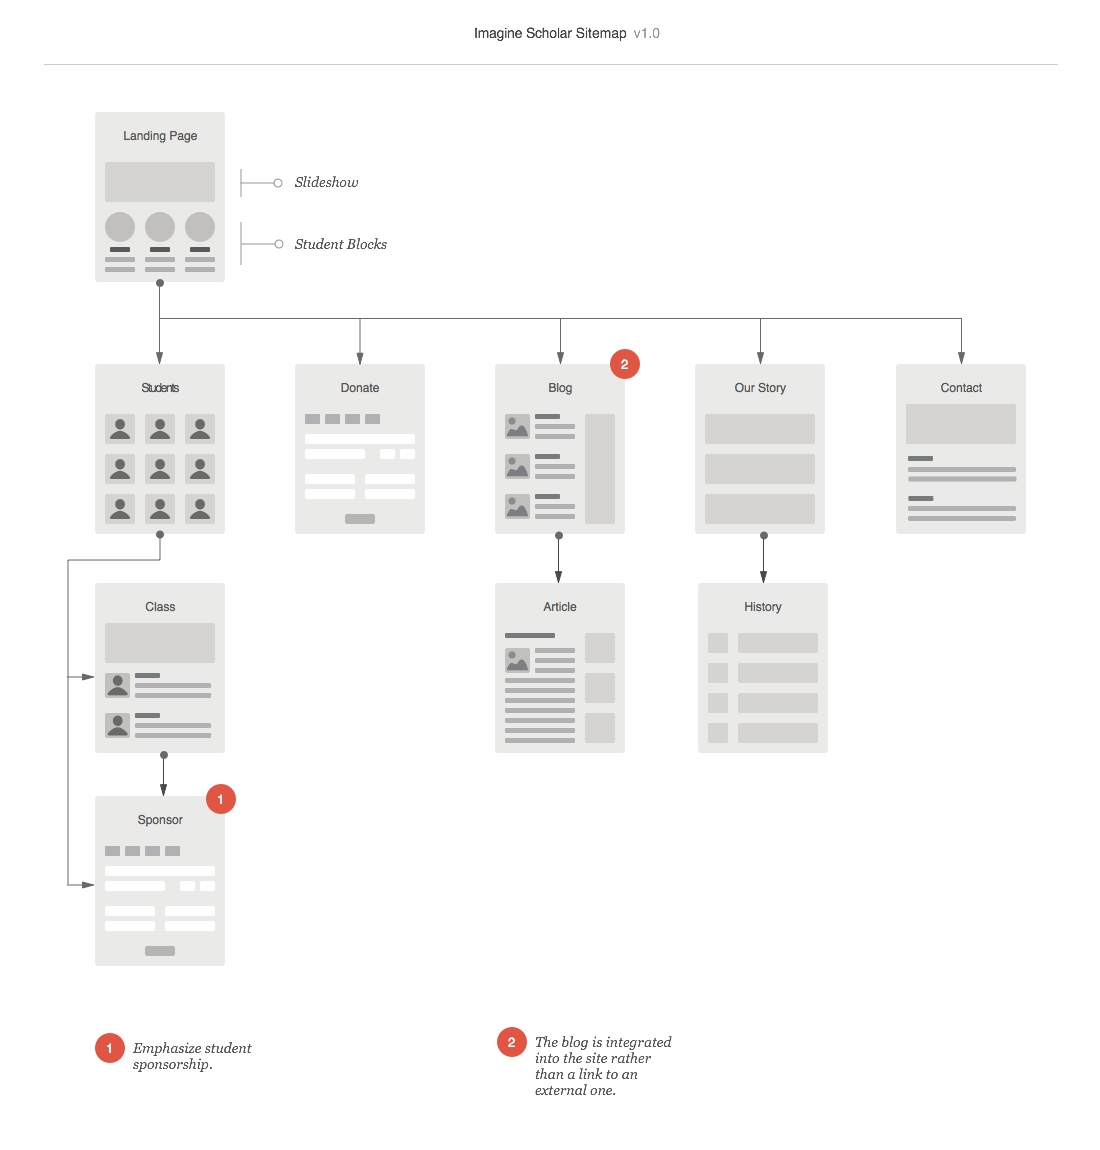 Imagine Scholar Sitemap v1.0
Landing Page
Slideshow
Student Blocks
Students
Donate
Blog
2
Our Story
Contact
Class
Article
History
Sponsor
1
1
Emphasize student
sponsorship.
2
The blog is integrated
into the site rather
than a link to an
external one.